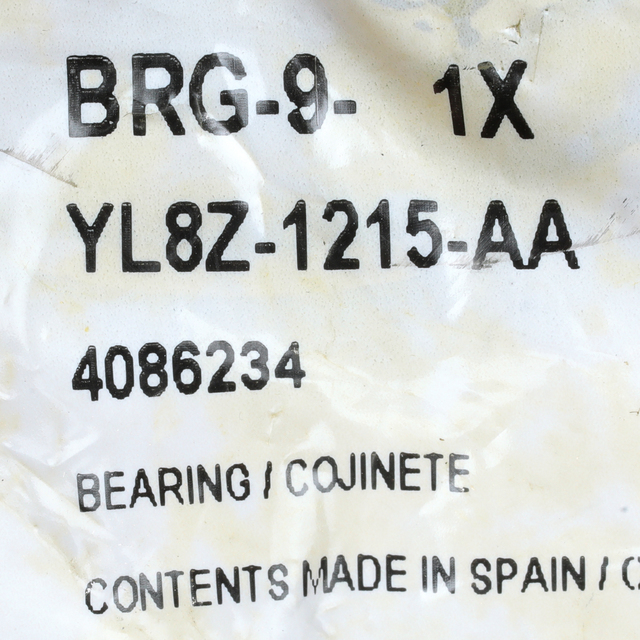 BRG-9- 1X
YL8Z-1215-AA
4086234
BEARING / COJINETE
CONTENTS MADE IN SPAIN /